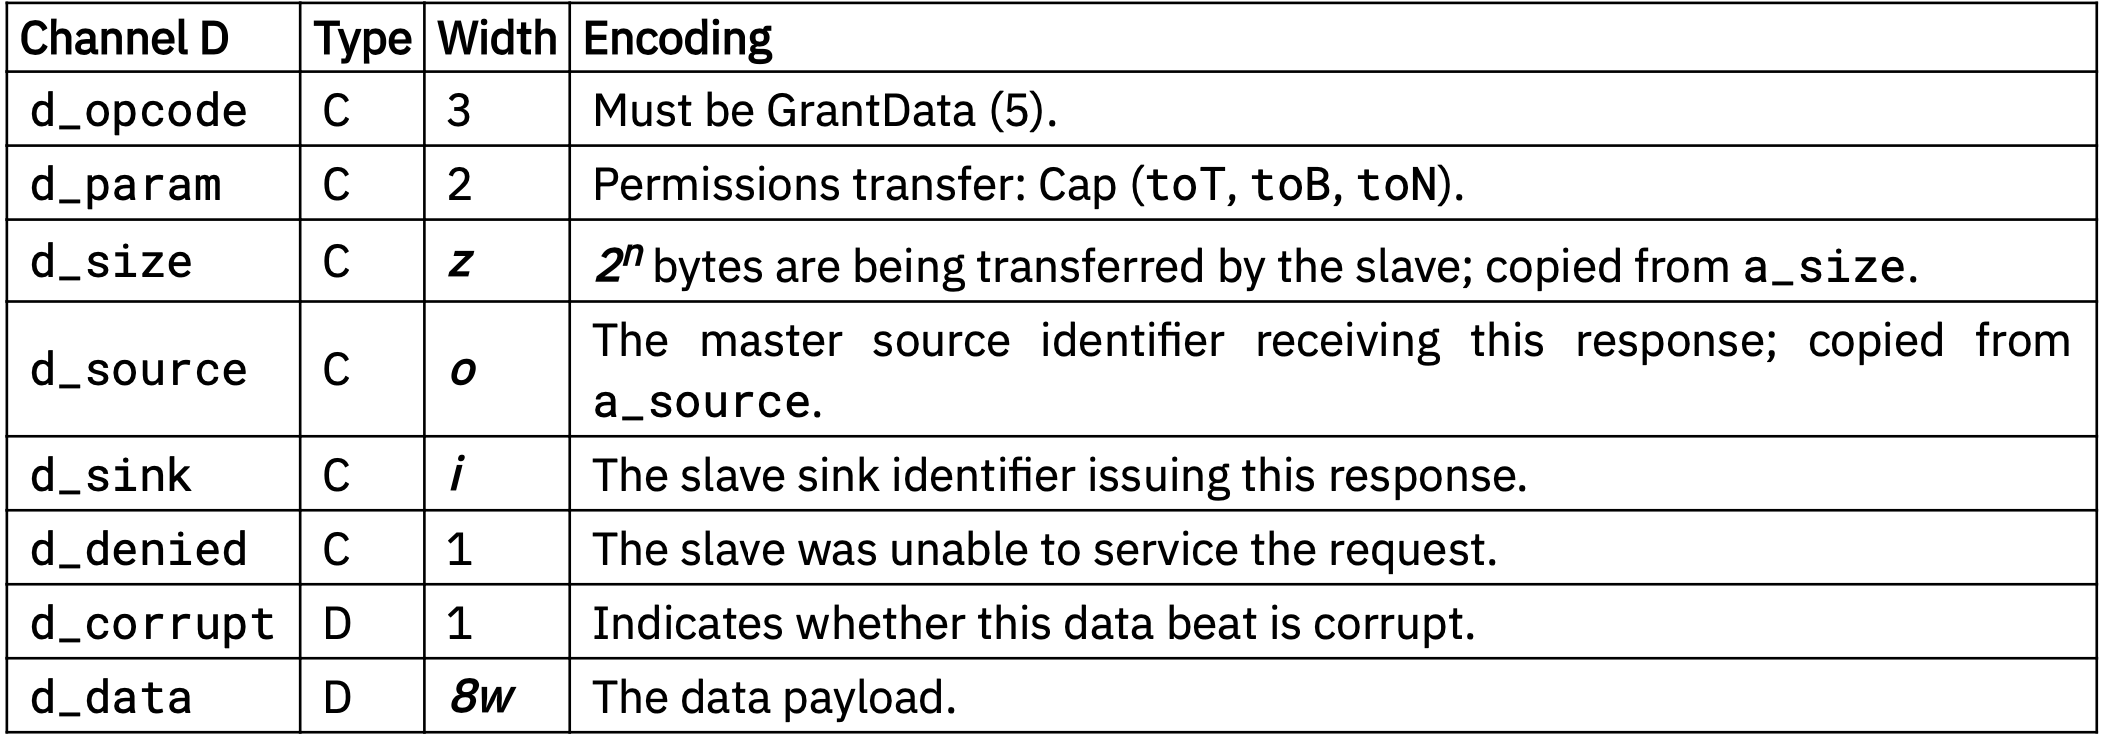 Channel D Type Width Encoding
d_opcode C 3 Must be GrantData (5).
d_param C 2 Permissions transfer: Cap (toT, toB, toN).
d_size C z 2ⁿ bytes are being transferred by the slave; copied from a_size.
d_source C o The master source identifier receiving this response; copied from
a_source.
d_sink C i The slave sink identifier issuing this response.
d_denied C 1 The slave was unable to service the request.
d_corrupt D 1 Indicates whether this data beat is corrupt.
d_data D 8w The data payload.